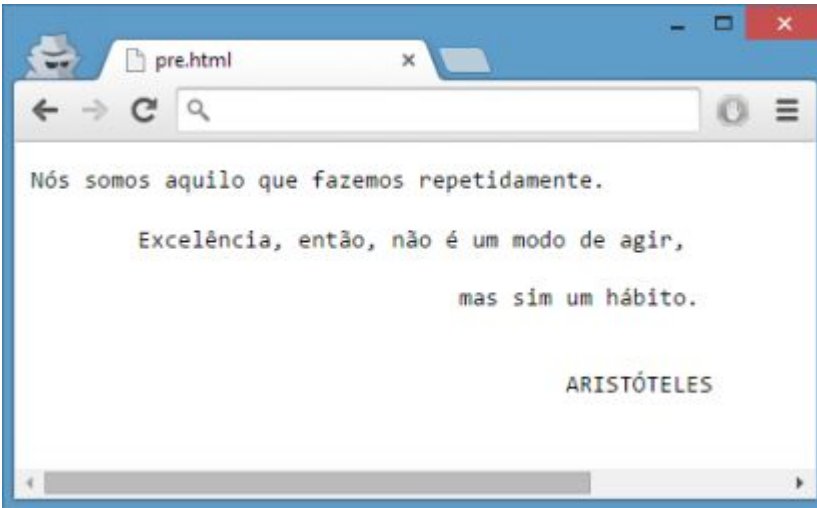 pre.html
Nós somos aquilo que fazemos repetidamente.
Excelência, então, não é um modo de agir,
mas sim um hábito.
ARISTÓTELES